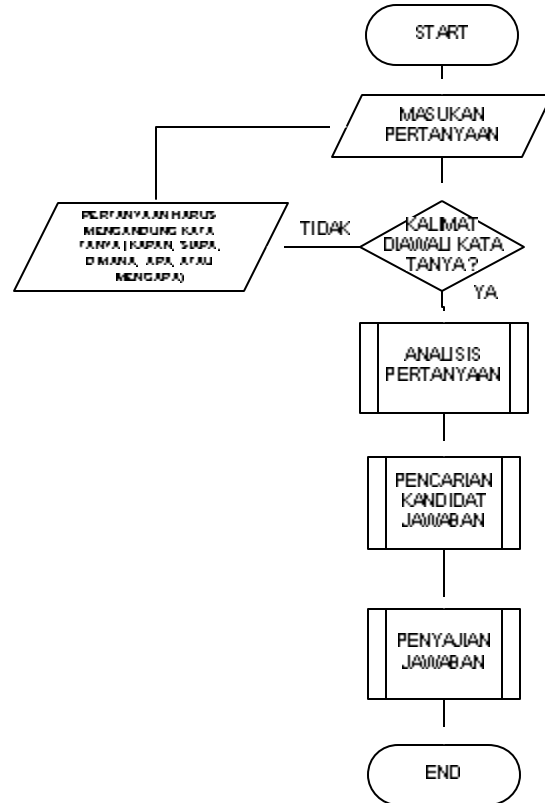 START
MASUKAN
PERTANYAAN
PERTANYAAN HARUS
MENGANDUNG KATA
TANYA ( KAPAN, SIAPA,
DIMANA, APA, ATAU
MENGAPA)
TIDAK
KALIMAT
DIAWALI KATA
TANYA ?
YA
ANALISIS
PERTANYAAN
PENCARIAN
KANDIDAT
JAWABAN
PENYAJIAN
JAWABAN
END